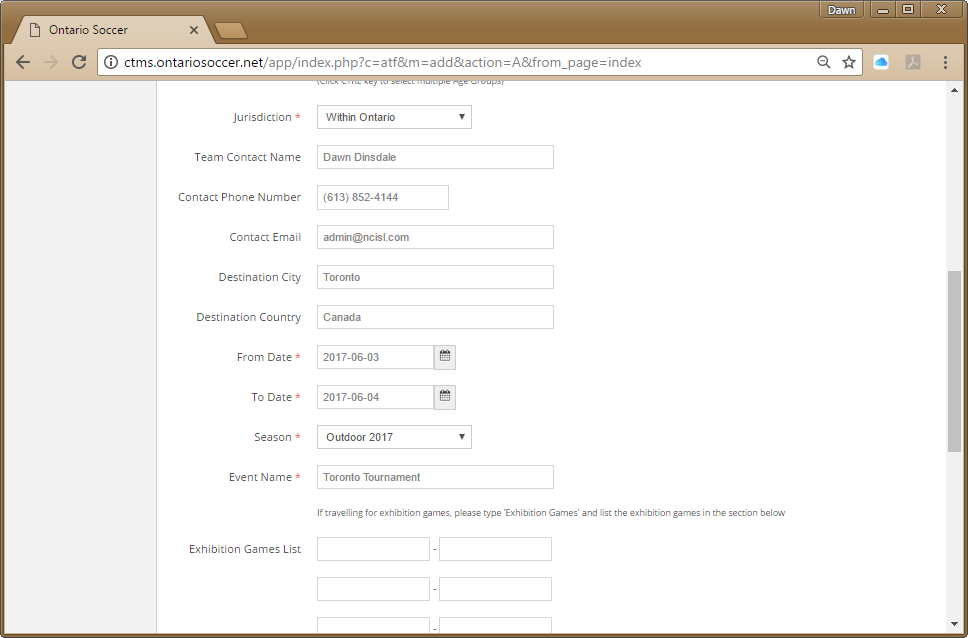 Dawn
Ontario Soccer
ctms.ontariosoccer.net/app/index.php?c=atf&m=add&action=A&from_page=index
(Click CTRL key to select multiple Age Groups)
Jurisdiction * Within Ontario
Team Contact Name Dawn Dinsdale
Contact Phone Number (613) 852-4144
Contact Email admin@ncisl.com
Destination City Toronto
Destination Country Canada
From Date * 2017-06-03
To Date * 2017-06-04
Season * Outdoor 2017
Event Name * Toronto Tournament
If travelling for exhibition games, please type 'Exhibition Games' and list the exhibition games in the section below
Exhibition Games List -
-
-